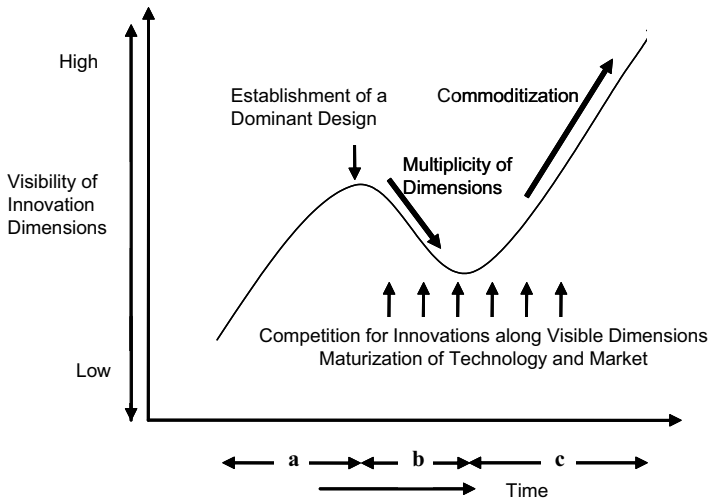 High
Establishment of a
Dominant Design
Commoditization
Multiplicity of
Dimensions
Visibility of
Innovation
Dimensions
Competition for Innovations along Visible Dimensions
Maturization of Technology and Market
Low
a
b
c
Time